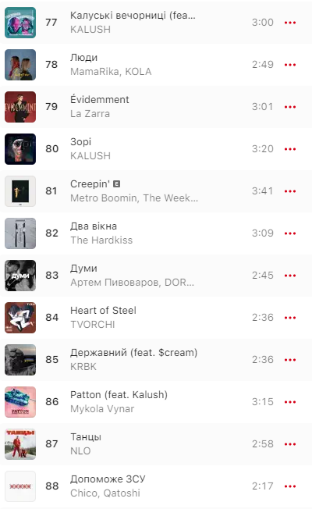 77 Калуські вечорниці (fea... 3:00
KALUSH
78 Люди 2:49
MamaRika, KOLA
79 Évidemment 3:01
La Zarra
80 Зорі 3:20
KALUSH
81 Creepin' E 3:41
Metro Boomin, The Week...
82 Два вікна 3:09
The Hardkiss
83 Думи 2:45
Артем Пивоваров, DOR...
84 Heart of Steel 2:36
TVORCHI
85 Державний (feat. $cream) 2:36
KRBK
86 Patton (feat. Kalush) 3:15
Mykola Vynar
87 Танцы 2:58
NLO
88 Допоможе ЗСУ 2:17
Chico, Qatoshi
ДУМИ
PATTON
ТАНЦЫ